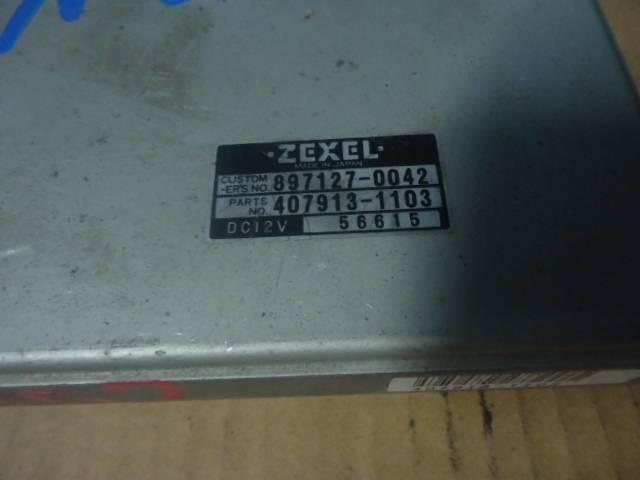 ·ZEXEL·
MADE IN JAPAN
CUSTOM
-ER'S NO. 897127-0042
PARTS
NO. 407913-1103
DC12V 56615